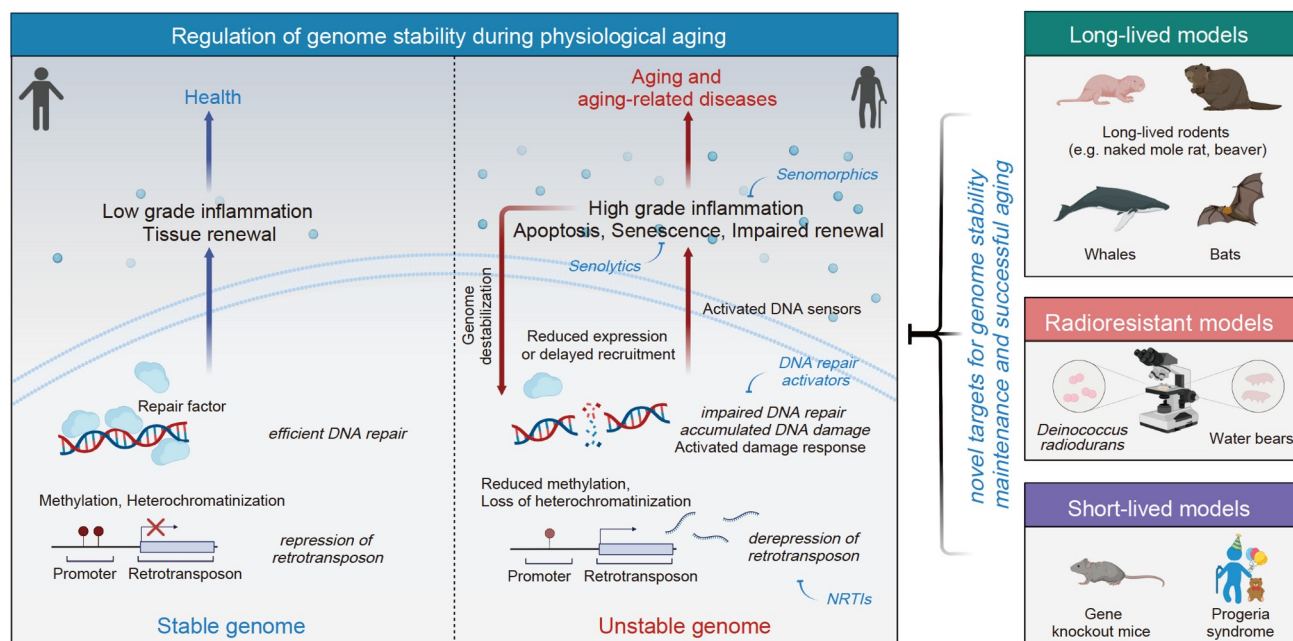 Regulation of genome stability during physiological aging
Health
Low grade inflammation
Tissue renewal
Repair factor
efficient DNA repair
Methylation, Heterochromatinization
repression of
retrotransposon
Promoter
Retrotransposon
Stable genome
Aging and
aging-related diseases
Senomorphics
High grade inflammation
Apoptosis, Senescence, Impaired renewal
Senolytics
Genome
destabilization
Activated DNA sensors
Reduced expression
or delayed recruitment
DNA repair
activators
impaired DNA repair
accumulated DNA damage
Activated damage response
Reduced methylation,
Loss of heterochromatinization
derepression of
retrotransposon
Promoter
Retrotransposon
NRTIs
Unstable genome
novel targets for genome stability
maintenance and successful aging
Long-lived models
Long-lived rodents
(e.g. naked mole rat, beaver)
Whales
Bats
Radioresistant models
Deinococcus
radiodurans
Water bears
Short-lived models
Gene
knockout mice
Progeria
syndrome